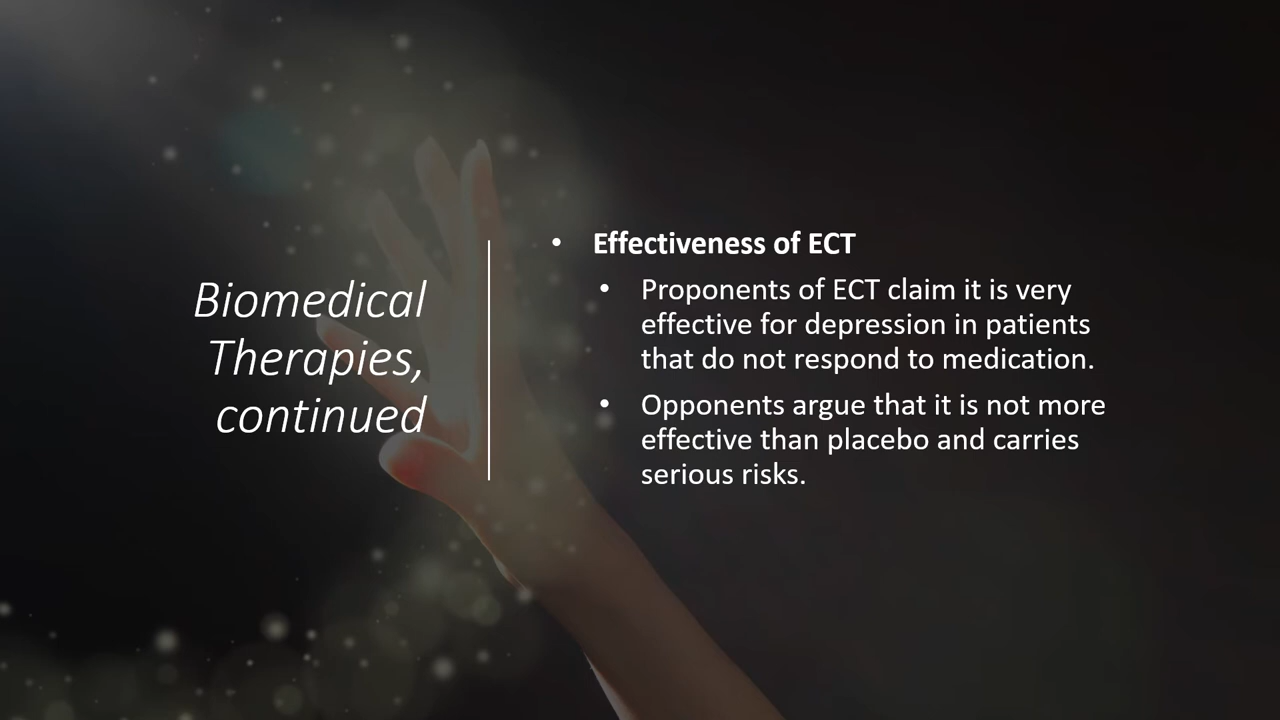 Biomedical
Therapies,
continued
• Effectiveness of ECT
• Proponents of ECT claim it is very
effective for depression in patients
that do not respond to medication.
• Opponents argue that it is not more
effective than placebo and carries
serious risks.